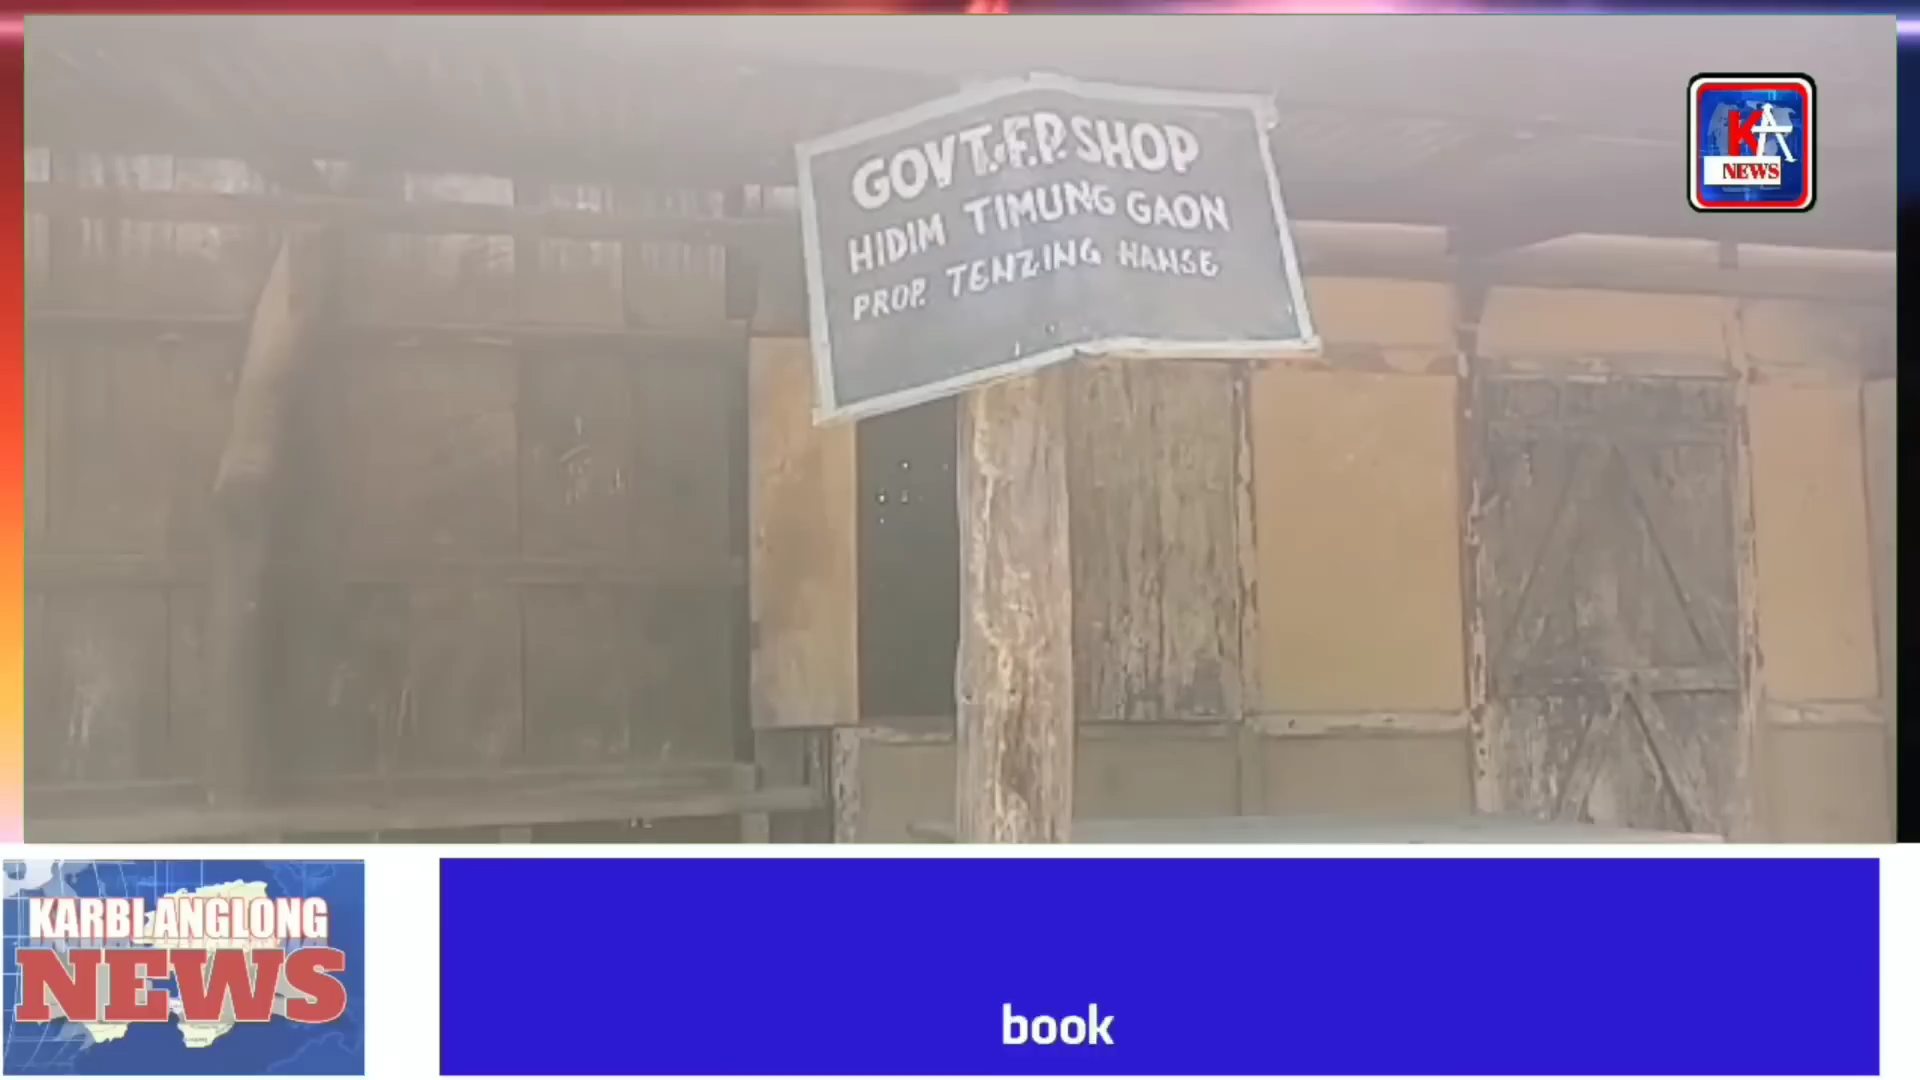 GOVT. F.P. SHOP
HIDIM TIMUNG GAON
PROP. TENZING HANSE
KA
NEWS
KARBI ANGLONG
NEWS
book